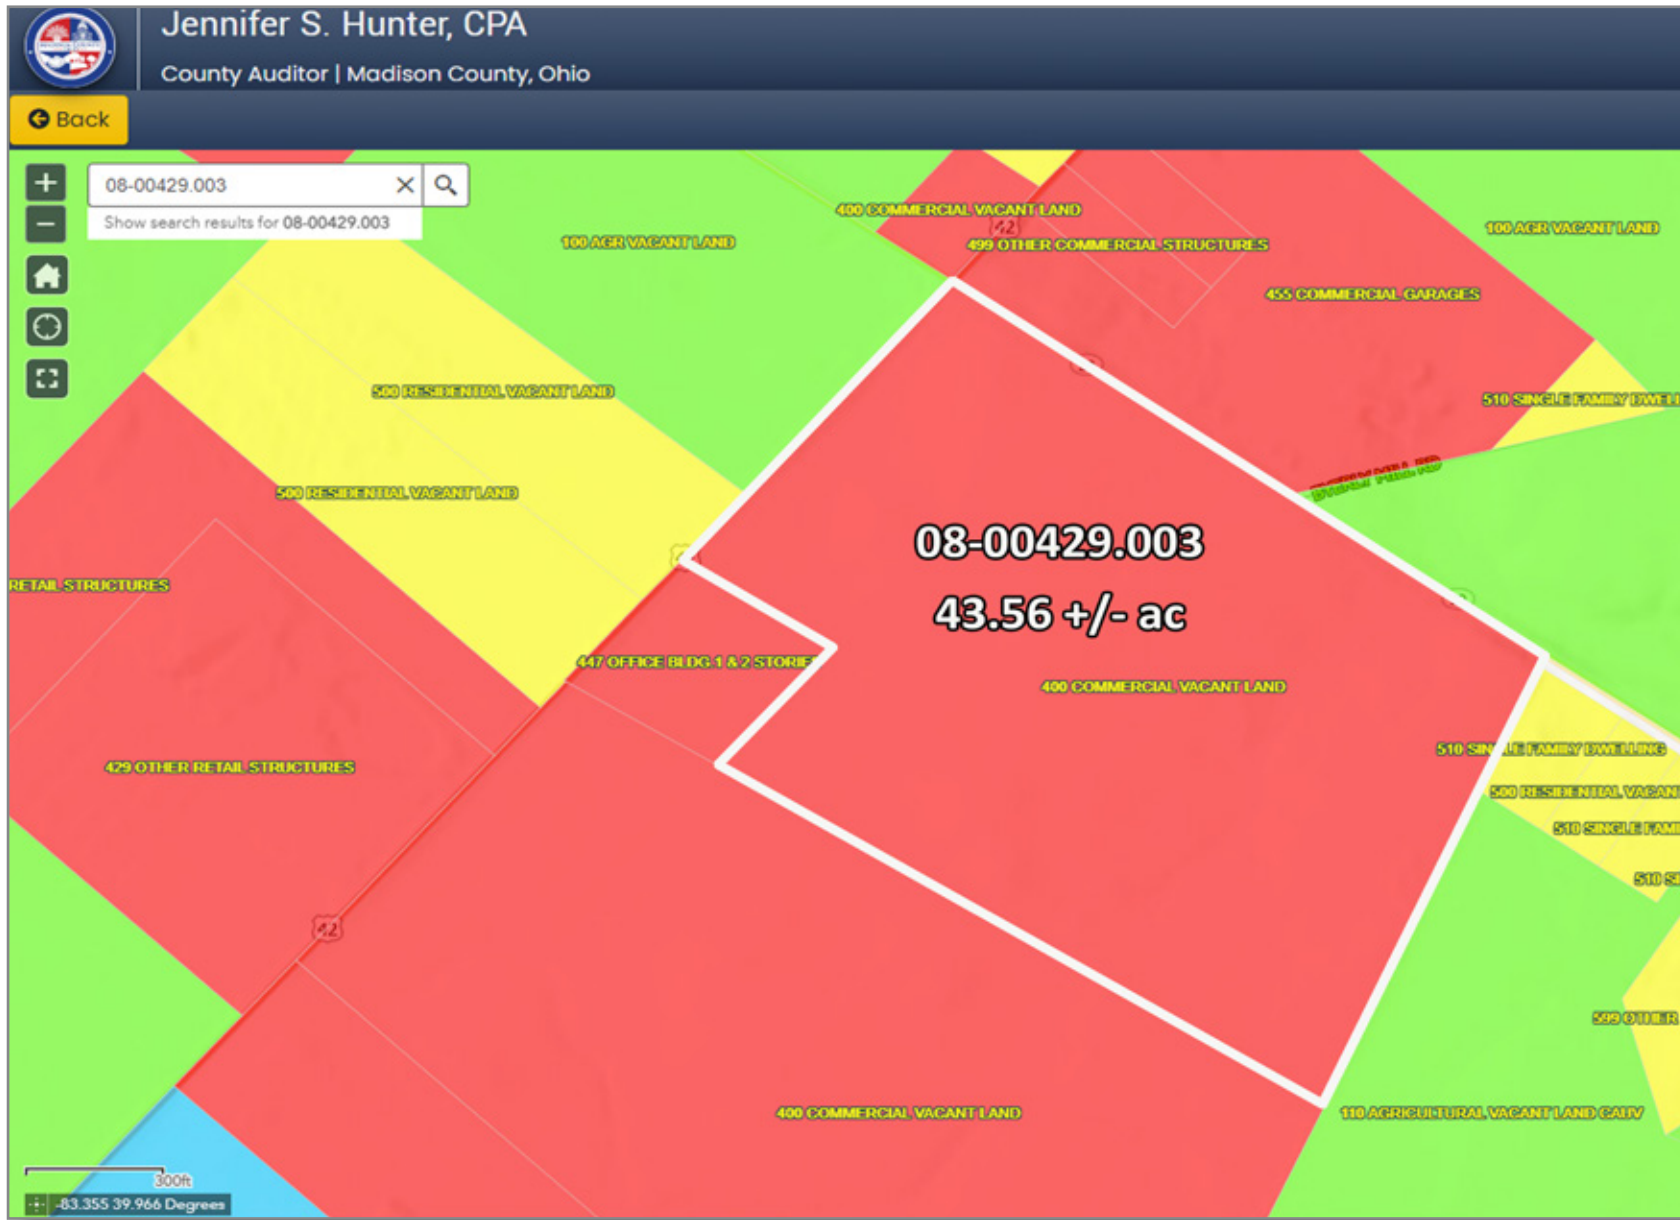 Jennifer S. Hunter, CPA
County Auditor | Madison County, Ohio
Back
08-00429.003
Show search results for 08-00429.003
400 COMMERCIAL VACANT LAND
42
100 AGR VACANT LAND
499 OTHER COMMERCIAL STRUCTURES
100 AGR VACANT LAND
455 COMMERCIAL GARAGES
500 RESIDENTIAL VACANT LAND
510 SINGLE FAMILY DWELL
500 RESIDENTIAL VACANT LAND
08-00429.003
43.56 +/- ac
RETAIL STRUCTURES
447 OFFICE BLDG 1 & 2 STORIE
400 COMMERCIAL VACANT LAND
510 SINGLE FAMILY DWELLING
429 OTHER RETAIL STRUCTURES
500 RESIDENTIAL VACAN
510 SINGLE FAMI
510 SI
42
599 OTHER
400 COMMERCIAL VACANT LAND
110 AGRICULTURAL VACANT LAND CAUV
300ft
-83.355 39.966 Degrees